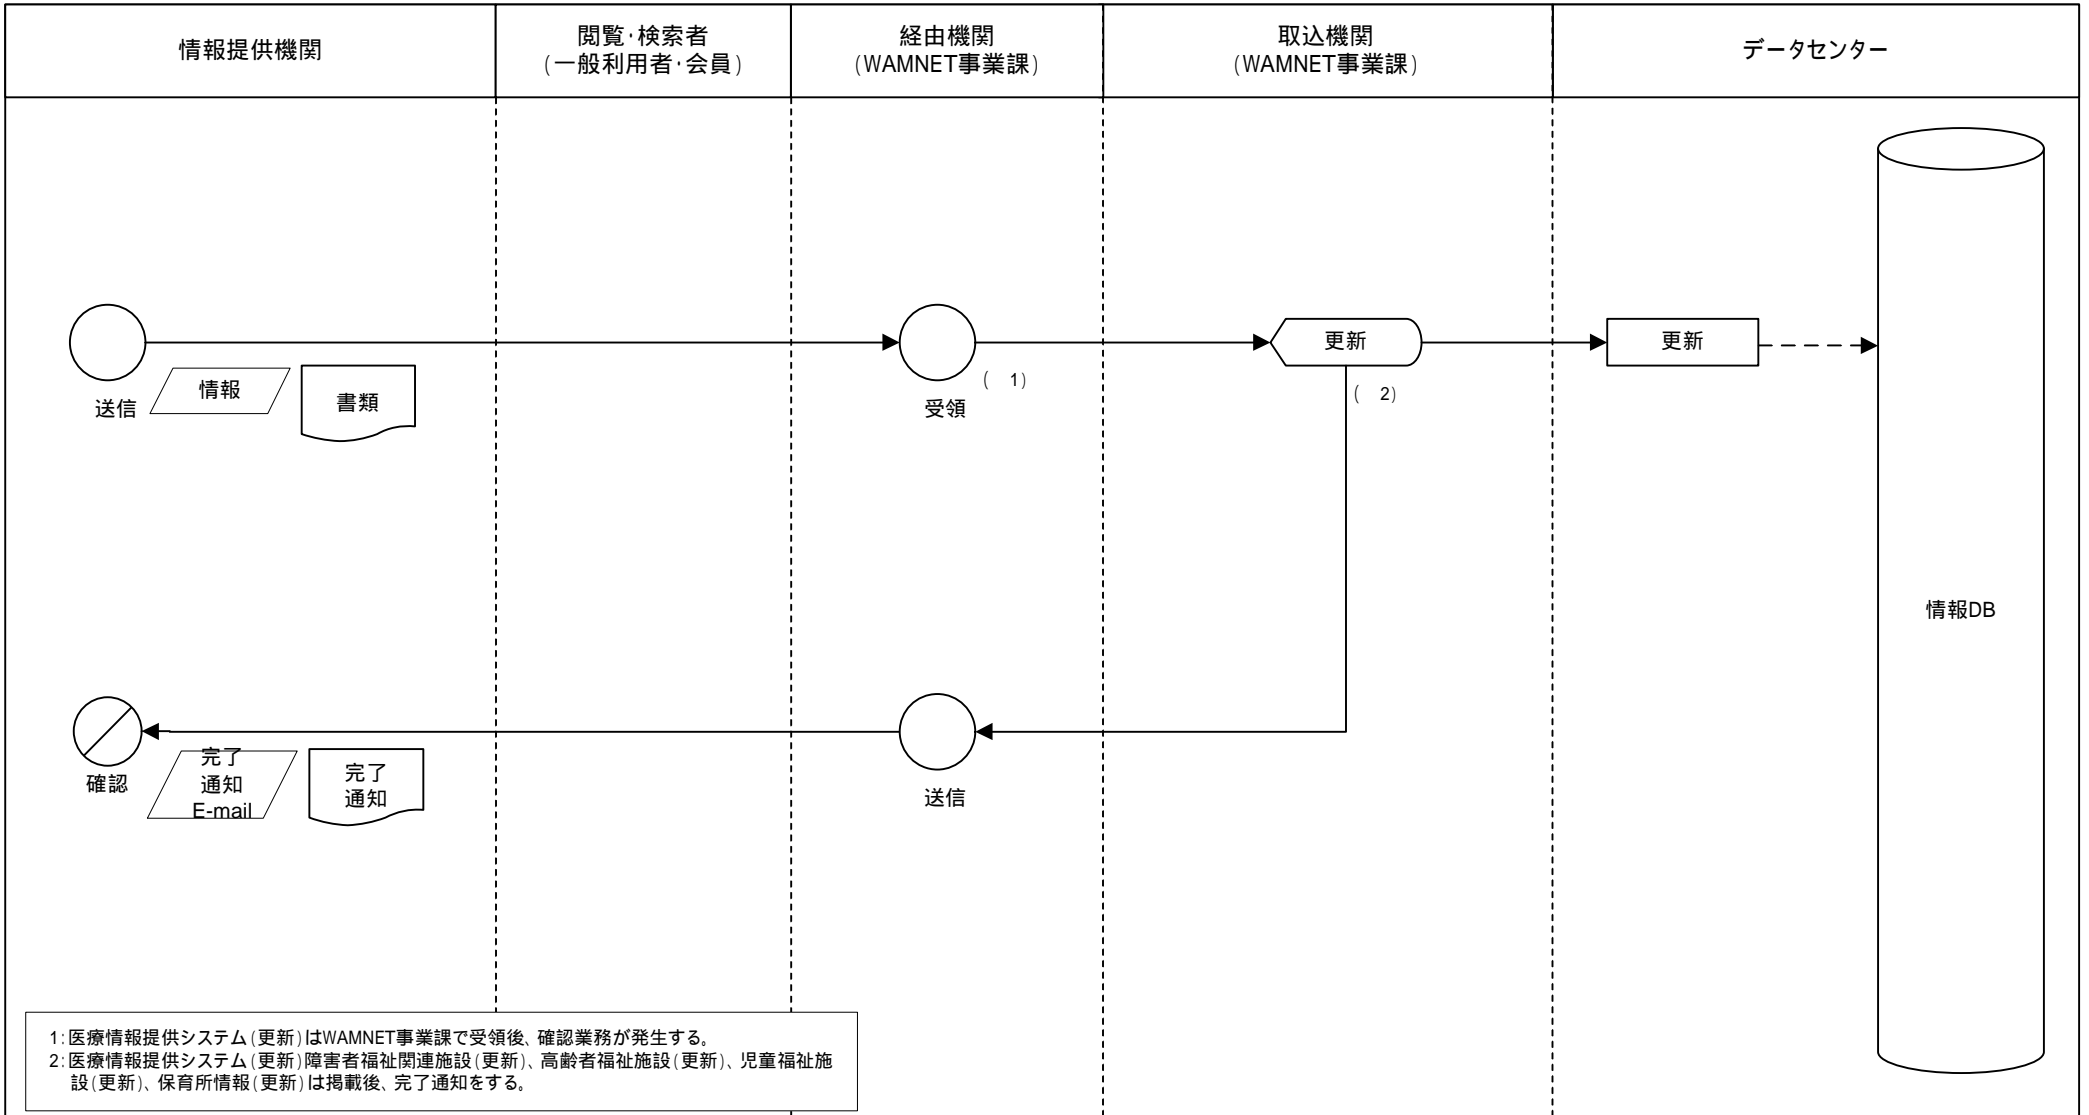 情報提供機関
閲覧・検索者
(一般利用者・会員)
経由機関
(WAMNET事業課)
取込機関
(WAMNET事業課)
データセンター
送信
情報
書類
受領
( 1)
更新
( 2)
更新
情報DB
確認
完了
通知
E-mail
完了
通知
送信
1:医療情報提供システム(更新)はWAMNET事業課で受領後、確認業務が発生する。
2:医療情報提供システム(更新)障害者福祉関連施設(更新)、高齢者福祉施設(更新)、児童福祉施
設(更新)、保育所情報(更新)は掲載後、完了通知をする。